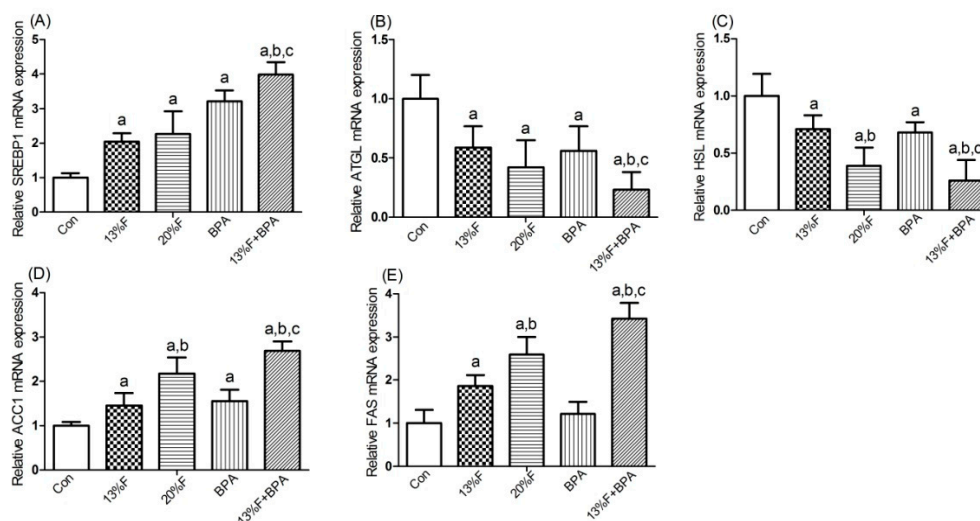 (A)
Relative SREBP1 mRNA expression
5
4
3
2
1
0
a
a
a
a,b,c
Con
13%F
20%F
BPA
13%F+BPA
(B)
Relative ATGL mRNA expression
1.5
1.0
0.5
0.0
a
a
a
a,b,c
Con
13%F
20%F
BPA
13%F+BPA
(C)
Relative HSL mRNA expression
1.5
1.0
0.5
0.0
a
a,b
a
a,b,c
Con
13%F
20%F
BPA
13%F+BPA
(D)
Relative ACC1 mRNA expression
4
3
2
1
0
a
a,b
a
a,b,c
Con
13%F
20%F
BPA
13%F+BPA
(E)
Relative FAS mRNA expression
4
3
2
1
0
a
a,b
a,b,c
Con
13%F
20%F
BPA
13%F+BPA